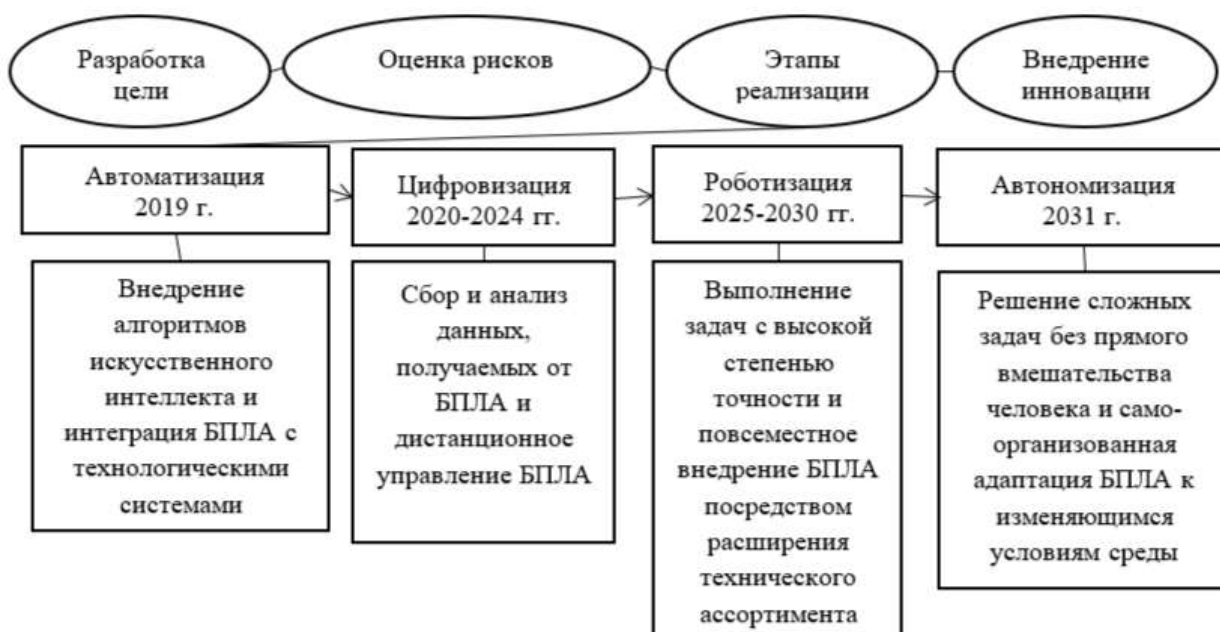 Разработка
цели
Оценка рисков
Этапы
реализации
Внедрение
инновации
Автоматизация
2019 г.
Цифровизация
2020-2024 гг.
Роботизация
2025-2030 гг.
Автономизация
2031 г.
Внедрение
алгоритмов
искусственного
интеллекта и
интеграция БПЛА с
технологическими
системами
Сбор и анализ
данных,
получаемых от
БПЛА и
дистанционное
управление БПЛА
Выполнение
задач с высокой
степенью
точности и
повсеместное
внедрение БПЛА
посредством
расширения
технического
ассортимента
Решение сложных
задач без прямого
вмешательства
человека и само-
организованная
адаптация БПЛА к
изменяющимся
условиям среды